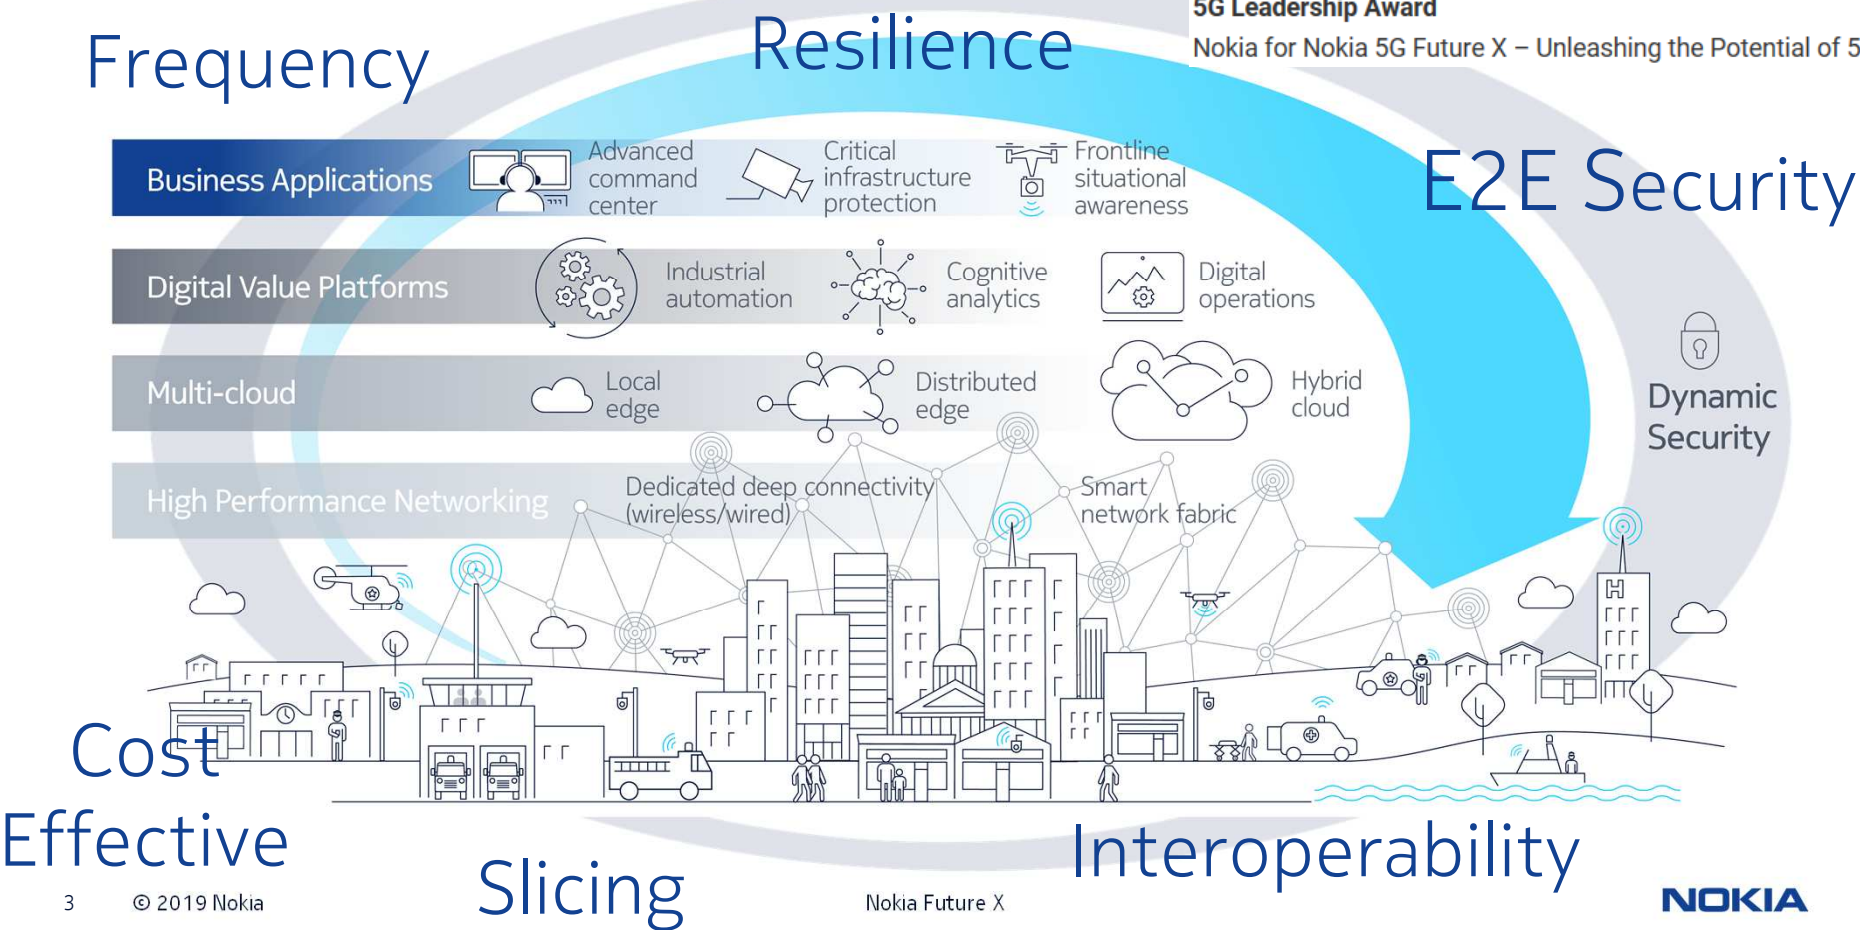 5G Leadership Award
Nokia for Nokia 5G Future X – Unleashing the Potential of 5
Frequency
Resilience
E2E Security
Business Applications
Advanced
command
center
Critical
infrastructure
protection
Frontline
situational
awareness
Digital Value Platforms
Industrial
automation
Cognitive
analytics
Digital
operations
Multi-cloud
Local
edge
Distributed
edge
Hybrid
cloud
Dynamic
Security
High Performance Networking
Dedicated deep connectivity
(wireless/wired)
Smart
network fabric
H
Cost
Effective
Slicing
Interoperability
3
© 2019 Nokia
Nokia Future X
NOKIA